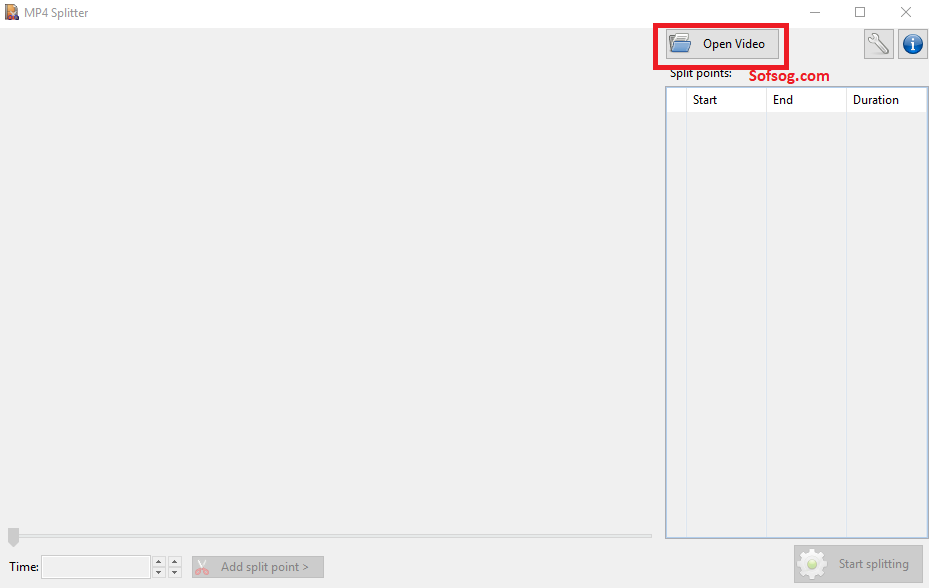 MP4 Splitter
Open Video
Split points:
Sofsog.com
Start
End
Duration
Time:
Add split point >
Start splitting